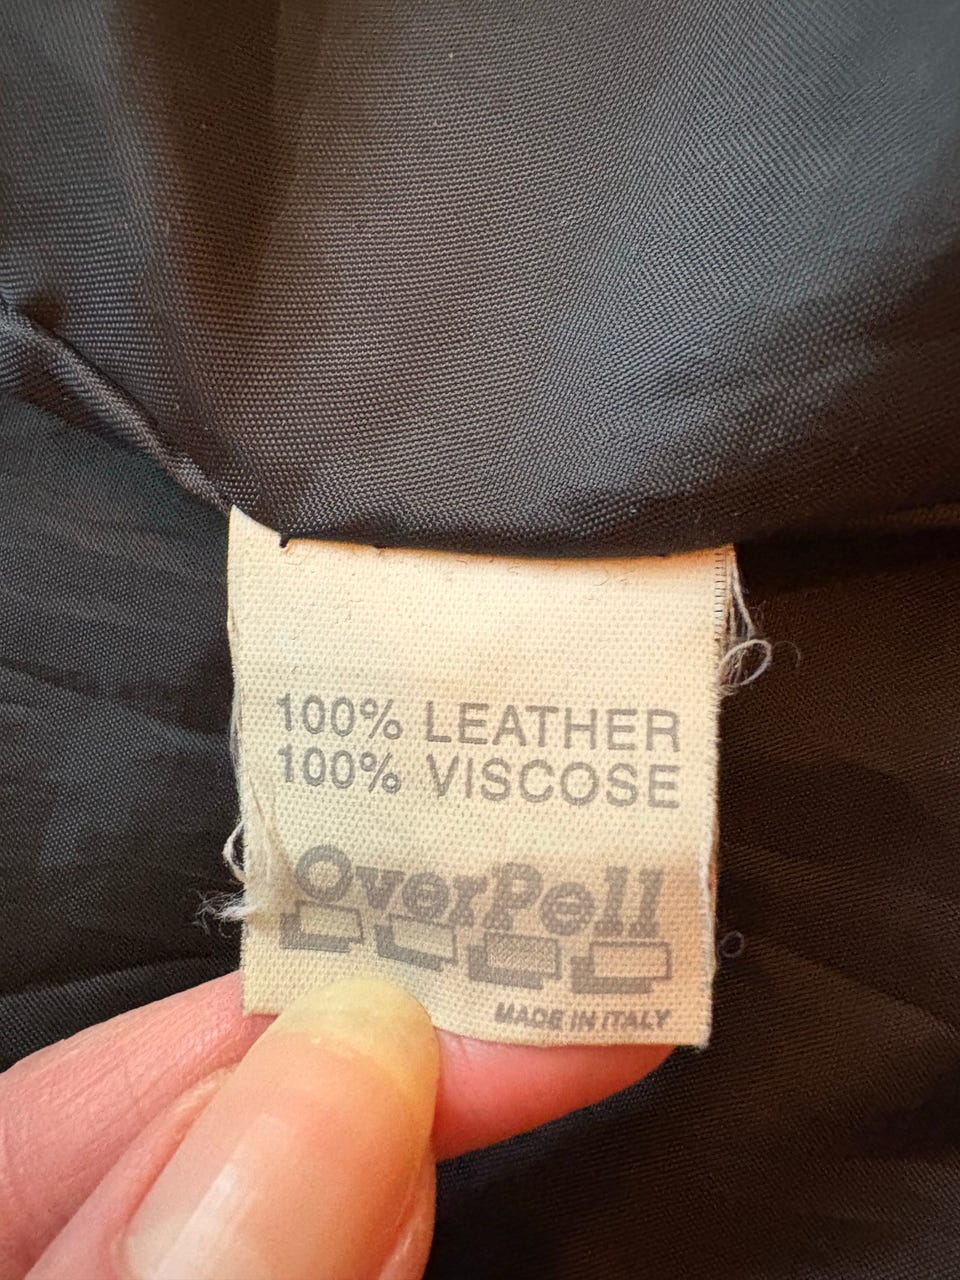 100% LEATHER
100% VISCOSE
OverPell
MADE IN ITALY